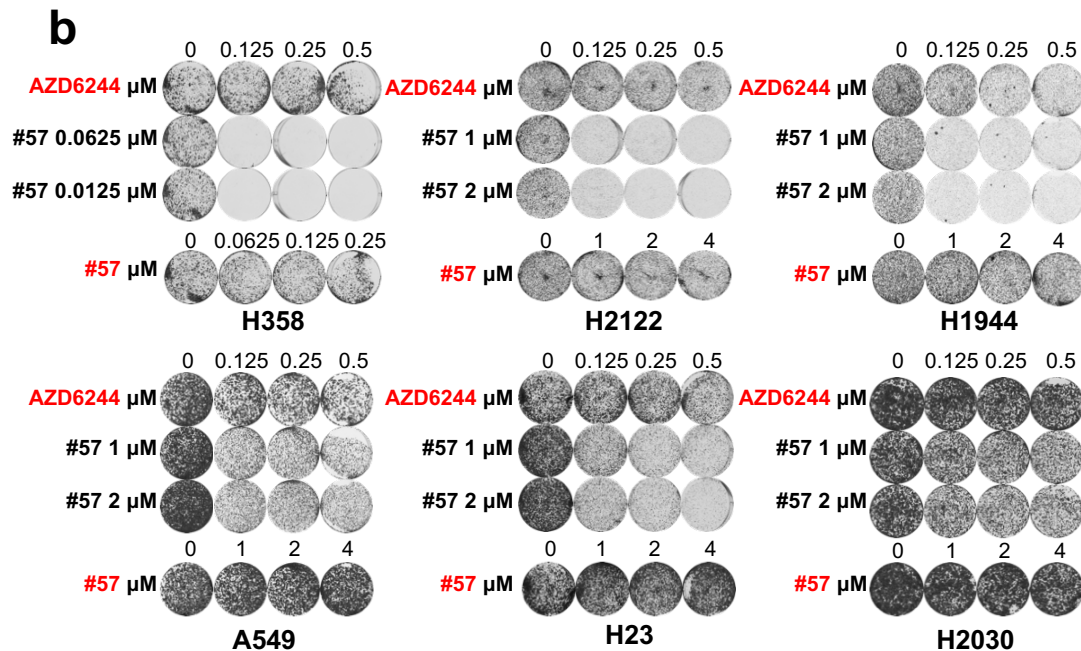 b
0 0.125 0.25 0.5
AZD6244 µM
#57 0.0625 µM
#57 0.0125 µM
0 0.0625 0.125 0.25
#57 µM
H358
0 0.125 0.25 0.5
AZD6244 µM
#57 1 µM
#57 2 µM
0 1 2 4
#57 µM
H2122
0 0.125 0.25 0.5
AZD6244 µM
#57 1 µM
#57 2 µM
0 1 2 4
#57 µM
H1944
0 0.125 0.25 0.5
AZD6244 µM
#57 1 µM
#57 2 µM
0 1 2 4
#57 µM
A549
0 0.125 0.25 0.5
AZD6244 µM
#57 1 µM
#57 2 µM
0 1 2 4
#57 µM
H23
0 0.125 0.25 0.5
AZD6244 µM
#57 1 µM
#57 2 µM
0 1 2 4
#57 µM
H2030